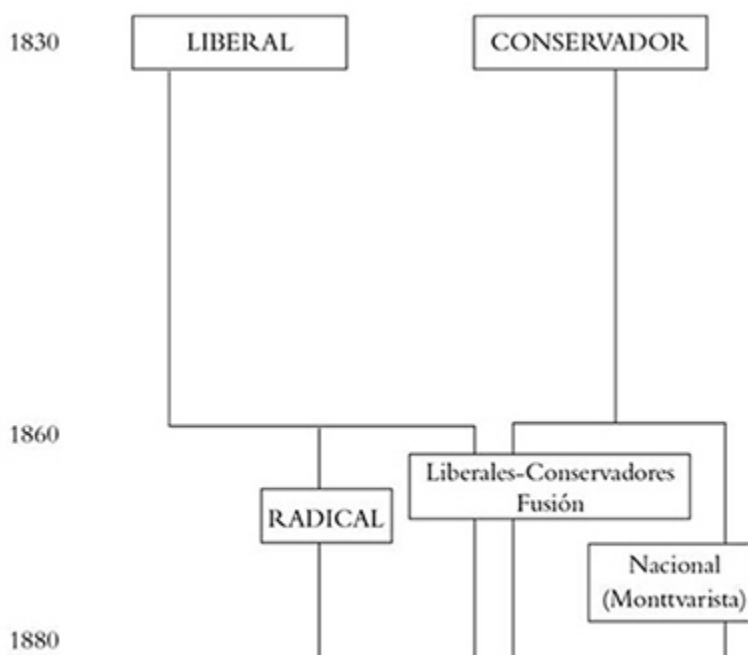 1830
LIBERAL
CONSERVADOR
1860
Liberales-Conservadores
Fusión
RADICAL
Nacional
(Monttvarista)
1880